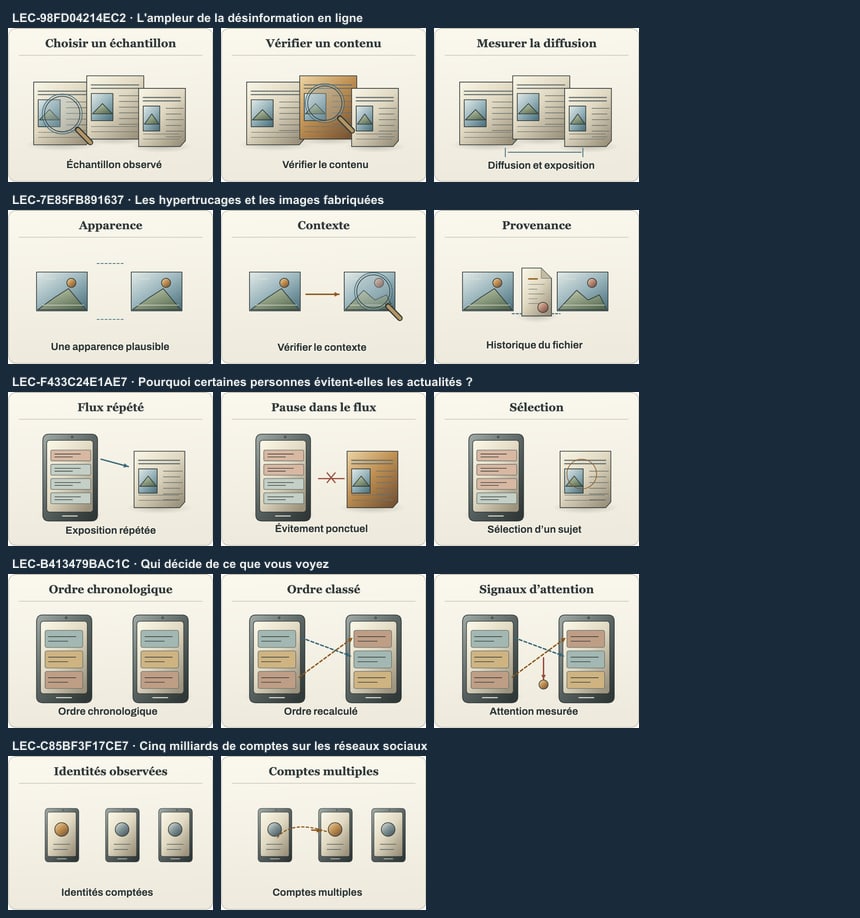 LEC-98FD04214EC2 · L'ampleur de la désinformation en ligne
Choisir un échantillon
Vérifier un contenu
Mesurer la diffusion
Échantillon observé
Vérifier le contenu
Diffusion et exposition
LEC-7E85FB891637 · Les hypertrucages et les images fabriquées
Apparence
Contexte
Provenance
Une apparence plausible
Vérifier le contexte
Historique du fichier
LEC-F433C24E1AE7 · Pourquoi certaines personnes évitent-elles les actualités ?
Flux répété
Pause dans le flux
Sélection
Exposition répétée
Évitement ponctuel
Sélection d'un sujet
LEC-B413479BAC1C · Qui décide de ce que vous voyez
Ordre chronologique
Ordre classé
Signaux d'attention
Ordre chronologique
Ordre recalculé
Attention mesurée
LEC-C85BF3F17CE7 · Cinq milliards de comptes sur les réseaux sociaux
Identités observées
Comptes multiples
Identités comptées
Comptes multiples